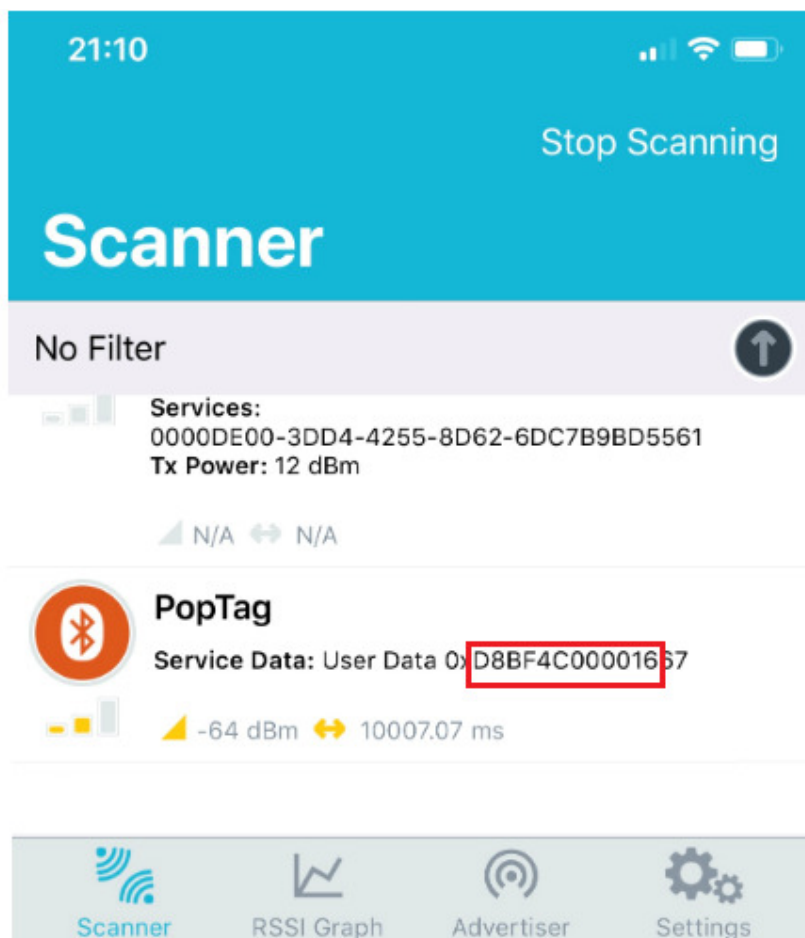 21:10
Stop Scanning
Scanner
No Filter
Services:
0000DE00-3DD4-4255-8D62-6DC7B9BD5561
Tx Power: 12 dBm
N/A N/A
PopTag
Service Data: User Data 0xD8BF4C00001667
-64 dBm 10007.07 ms
Scanner RSSI Graph Advertiser Settings